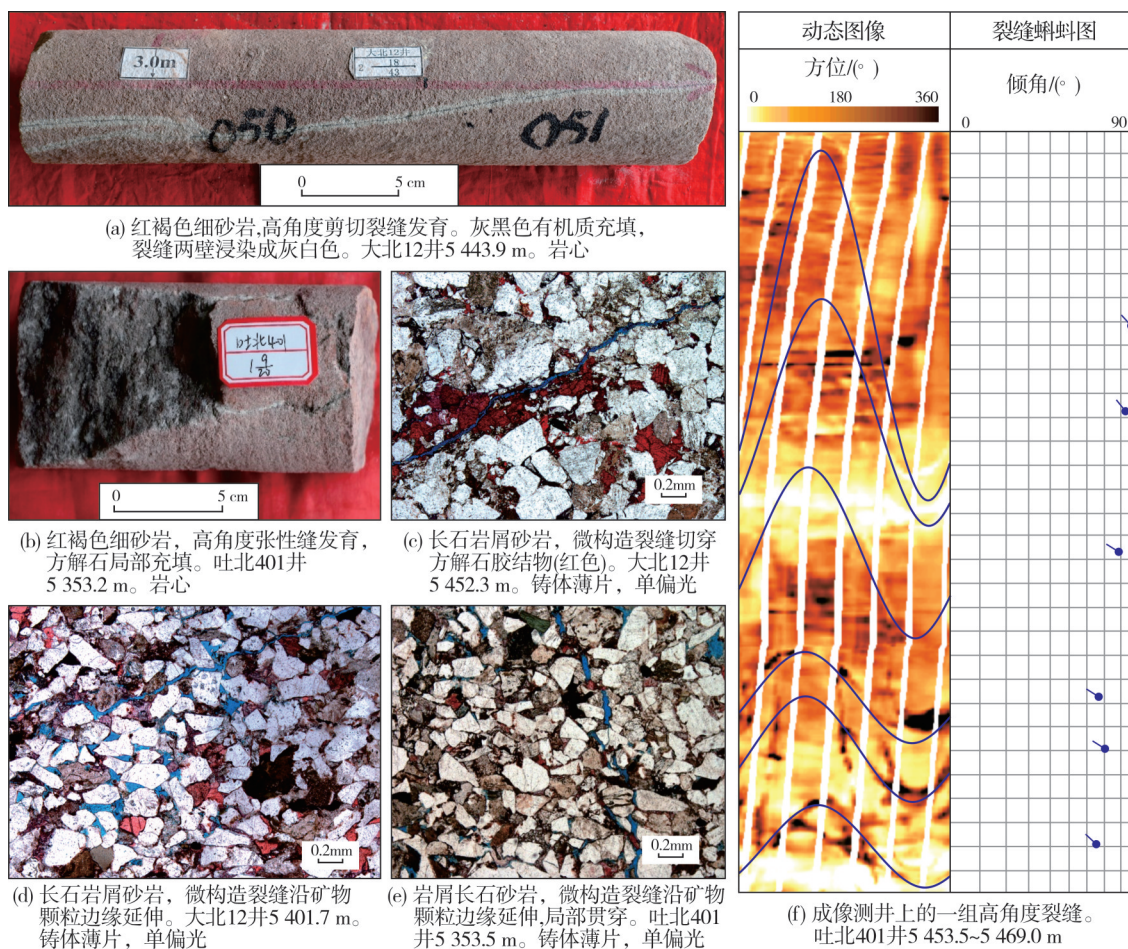 3.0m
大北12井
2 18
43
050
051
0 5 cm
(a) 红褐色细砂岩,高角度剪切裂缝发育。灰黑色有机质充填，
裂缝两壁浸染成灰白色。大北12井5 443.9 m。岩心
吐北401
1 9
20
0 5 cm
(b) 红褐色细砂岩，高角度张性缝发育，
方解石局部充填。吐北401井
5 353.2 m。岩心
0.2mm
(c) 长石岩屑砂岩，微构造裂缝切穿
方解石胶结物(红色)。大北12井
5 452.3 m。铸体薄片，单偏光
0.2mm
(d) 长石岩屑砂岩，微构造裂缝沿矿物
颗粒边缘延伸。大北12井5 401.7 m。
铸体薄片，单偏光
0.2mm
(e) 岩屑长石砂岩，微构造裂缝沿矿物
颗粒边缘延伸,局部贯穿。吐北401
井5 353.5 m。铸体薄片，单偏光
动态图像
裂缝蝌蚪图
方位/(°)
0 180 360
倾角/(°)
0 90
(f) 成像测井上的一组高角度裂缝。
吐北401井5 453.5~5 469.0 m